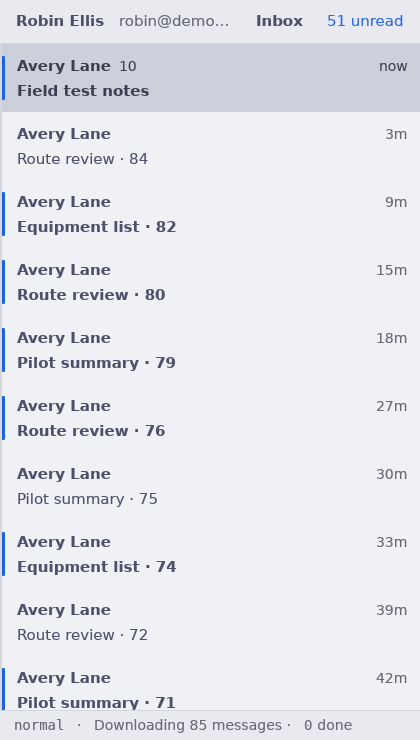 Robin Ellis robin@demo... Inbox 51 unread
Avery Lane 10 now
Field test notes
Avery Lane 3m
Route review · 84
Avery Lane 9m
Equipment list · 82
Avery Lane 15m
Route review · 80
Avery Lane 18m
Pilot summary · 79
Avery Lane 27m
Route review · 76
Avery Lane 30m
Pilot summary · 75
Avery Lane 33m
Equipment list · 74
Avery Lane 39m
Route review · 72
Avery Lane 42m
Pilot summary · 71
normal · Downloading 85 messages · 0 done